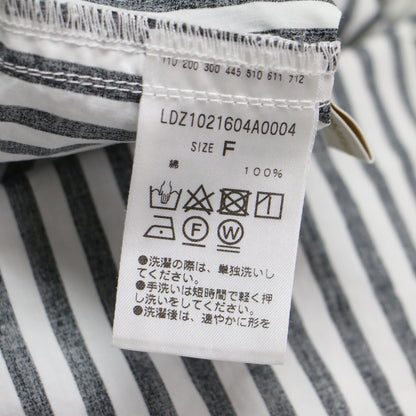 110 200 300 445 510 611 712
LDZ1021604A0004
SIZE F
綿 100%
F W
●洗濯の際は、単独洗いし
てください。
●手洗いは短時間で軽く押
し洗いをしてください。
●洗濯後は、速やかに形を